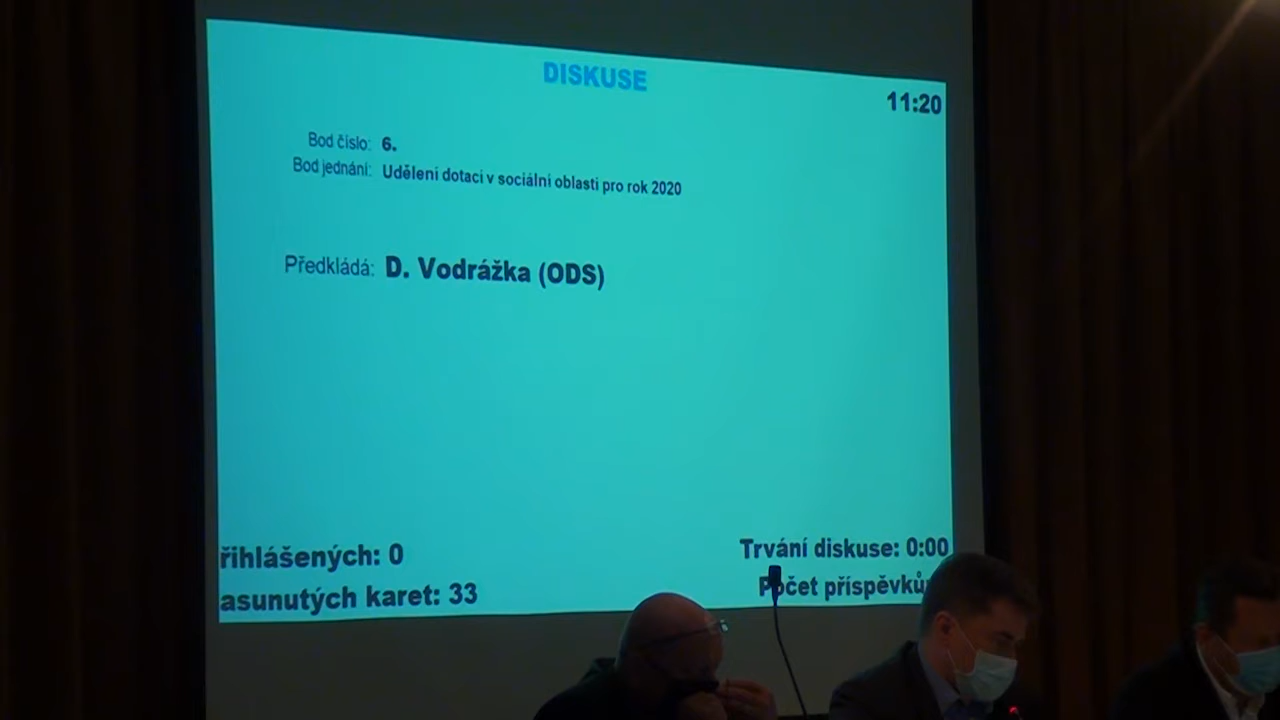 DISKUSE
11:20
Bod číslo: 6.
Bod jednání: Udělení dotací v sociální oblasti pro rok 2020
Předkládá: D. Vodrážka (ODS)
řihlášených: 0
Trvání diskuse: 0:00
asunutých karet: 33
Počet příspěvků